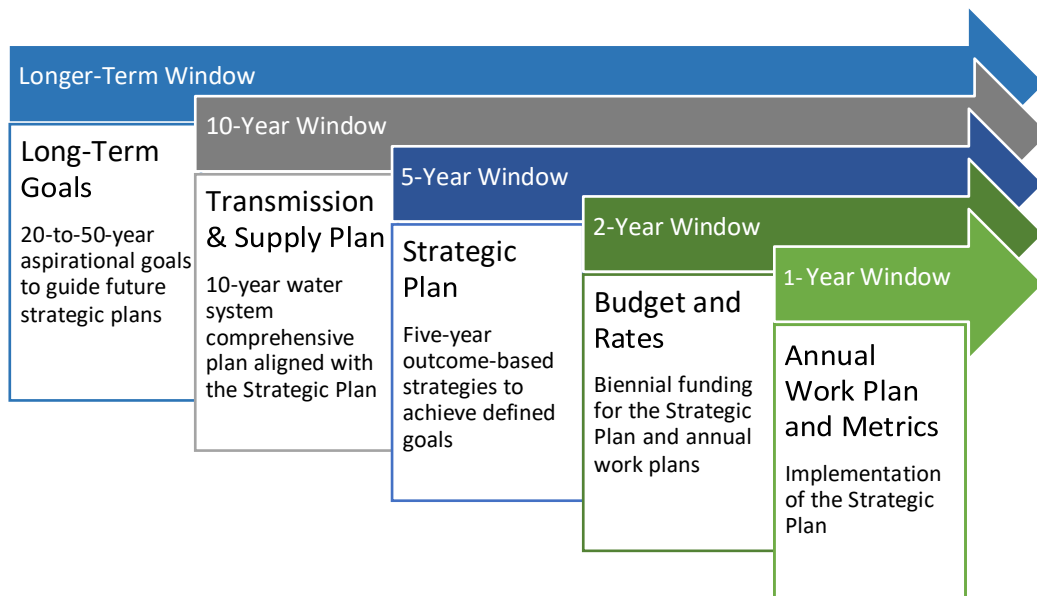 Longer-Term Window
Long-Term
Goals
20-to-50-year
aspirational goals
to guide future
strategic plans
10-Year Window
Transmission
& Supply Plan
10-year water
system
comprehensive
plan aligned with
the Strategic Plan
5-Year Window
Strategic
Plan
Five-year
outcome-based
strategies to
achieve defined
goals
2-Year Window
Budget and
Rates
Biennial funding
for the Strategic
Plan and annual
work plans
1-Year Window
Annual
Work Plan
and Metrics
Implementation
of the Strategic
Plan